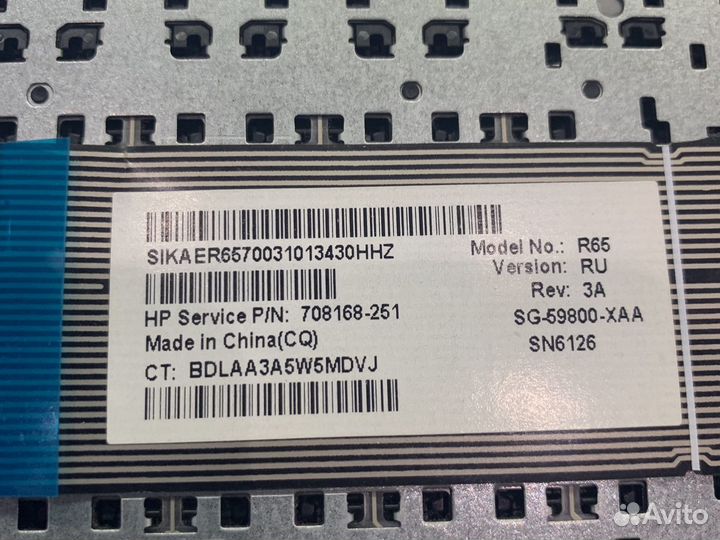 SIKAER6570031013430HHZ
HP Service P/N: 708168-251
Made in China(CQ)
CT: BDLAA3A5W5MDVJ
Model No.: R65
Version: RU
Rev: 3A
SG-59800-XAA
SN6126
Avito